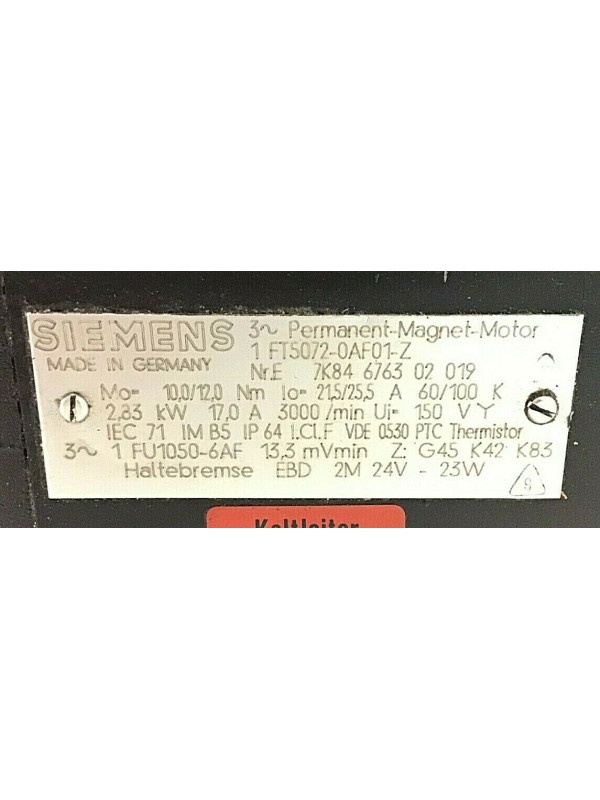 SIEMENS 3~ Permanent-Magnet-Motor
1 FT5072-0AF01-Z
MADE IN GERMANY Nr.E 7K84 6763 02 019
Mo= 10,0/12,0 Nm Io= 21,5/25,5 A 60/100 K
2,83 kW 17,0 A 3000/min Ui= 150 V Y
IEC 71 IM B5 IP 64 I.Cl.F VDE 0530 PTC Thermistor
3~ 1 FU1050-6AF 13,3 mVmin Z: G45 K42 K83
Haltebremse EBD 2M 24V - 23W 9
Kaltleiter